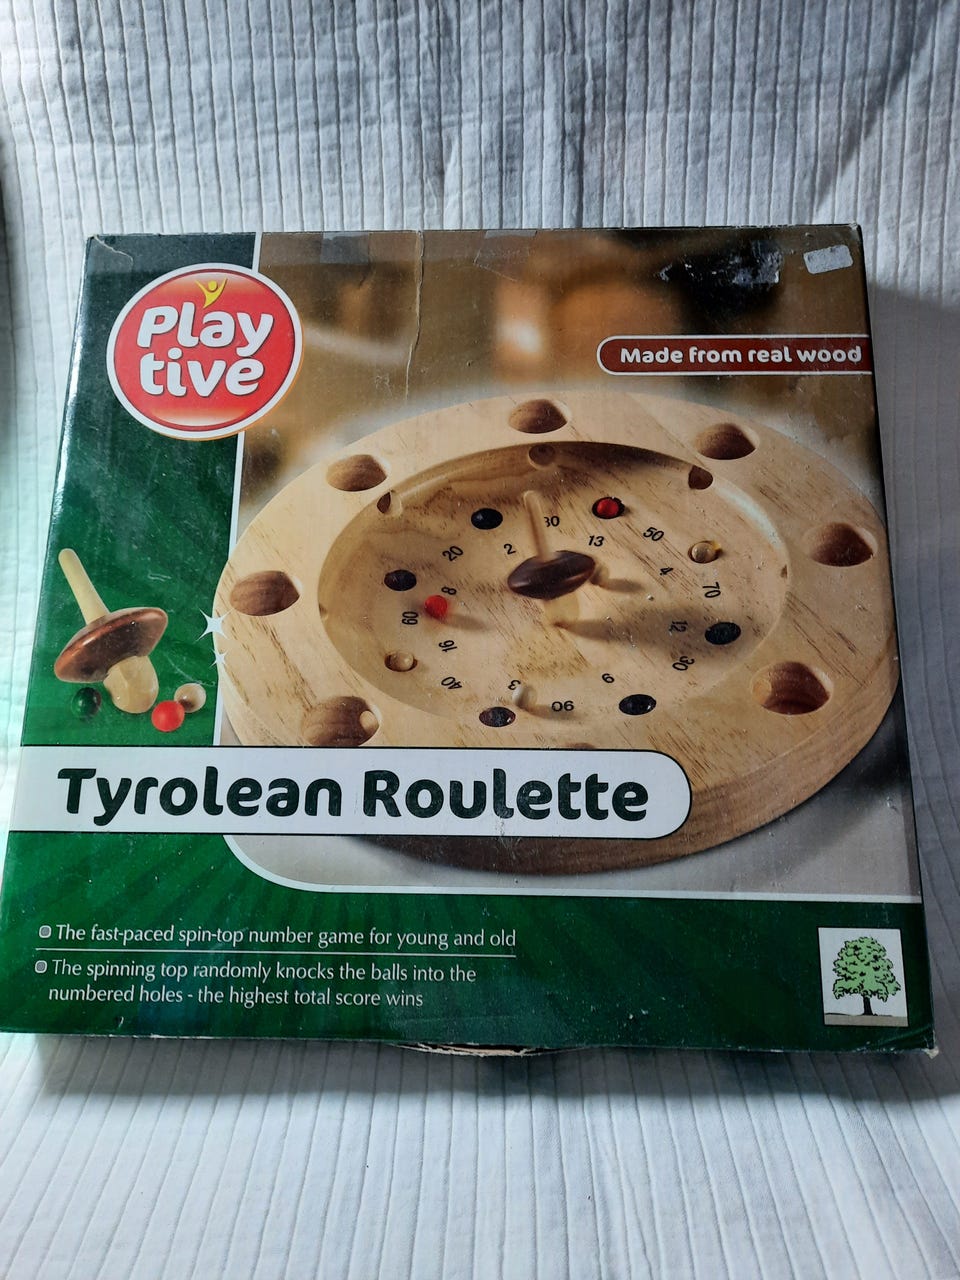 Play
tive
Made from real wood
80
13
50
20
2
4
70
8
60
12
16
30
40
3
90
9
Tyrolean Roulette
The fast-paced spin-top number game for young and old
The spinning top randomly knocks the balls into the
numbered holes - the highest total score wins